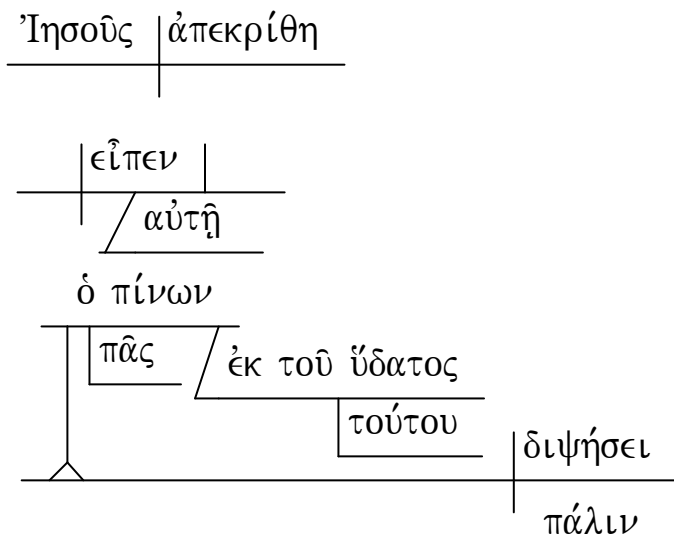 Ἰησοῦς ἀπεκρίθη
εἶπεν
αὐτῇ
ὁ πίνων
πᾶς
ἐκ τοῦ ὕδατος
τούτου
διψήσει
πάλιν